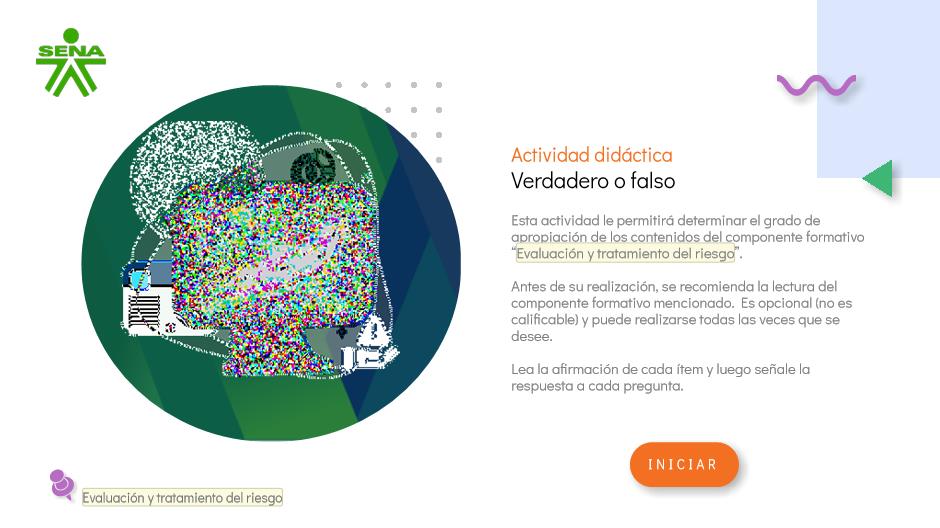 SENA
Actividad didáctica
Verdadero o falso
Esta actividad le permitirá determinar el grado de
apropiación de los contenidos del componente formativo
“Evaluación y tratamiento del riesgo”.
Antes de su realización, se recomienda la lectura del
componente formativo mencionado. Es opcional (no es
calificable) y puede realizarse todas las veces que se
desee.
Lea la afirmación de cada ítem y luego señale la
respuesta a cada pregunta.
INICIAR
Evaluación y tratamiento del riesgo